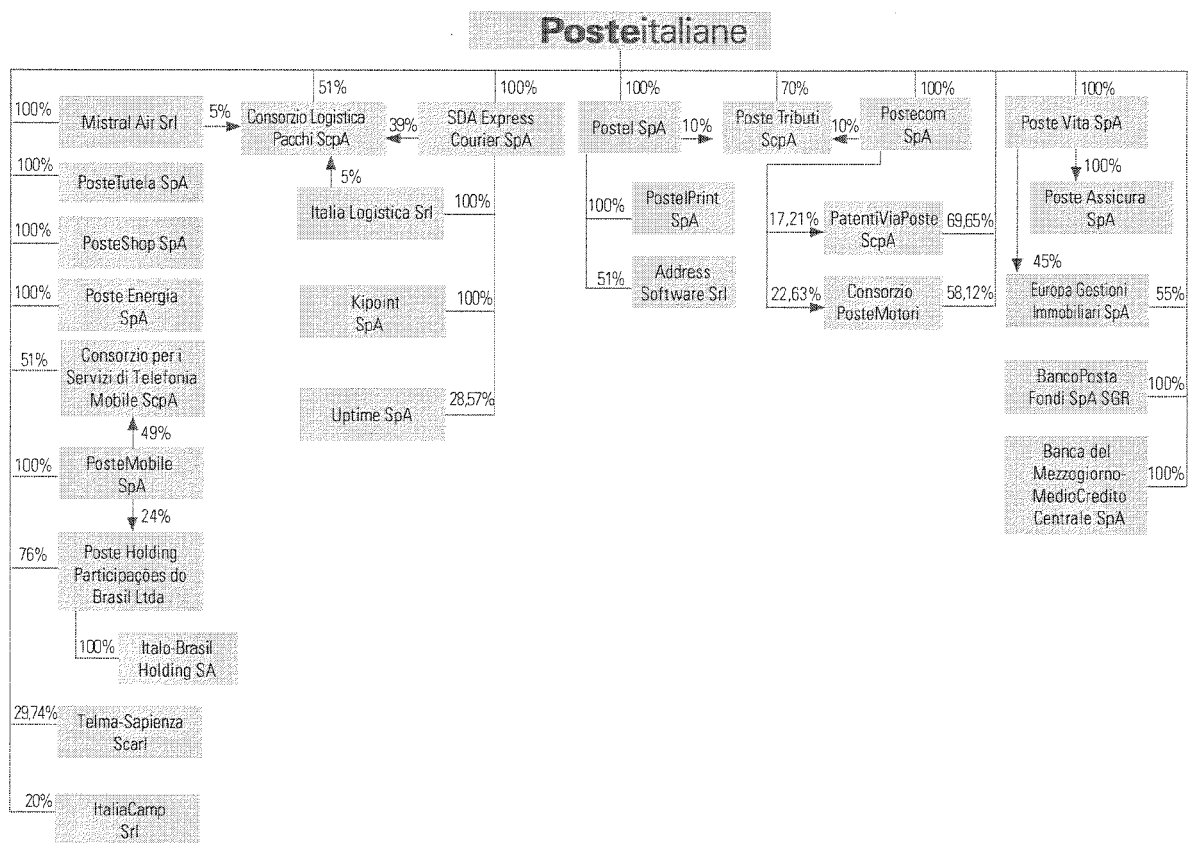 Posteitaliane
51%
100%
100%
70%
100%
100%
100%
Mistral Air Srl
5%
Consorzio Logistica
Pacchi ScpA
39%
SDA Express
Courier SpA
Postel SpA
10%
Poste Tributi
ScpA
10%
Postecom
SpA
Poste Vita SpA
100%
PosteTutela SpA
5%
Italia Logistica Srl
100%
100%
PostelPrint
SpA
17,21%
PatentiViaPoste
ScpA
69,65%
100%
Poste Assicura
SpA
100%
PosteShop SpA
100%
Poste Energia
SpA
Kipoint
SpA
100%
51%
Address
Software Srl
22,63%
Consorzio
PosteMotori
58,12%
45%
Europa Gestioni
Immobiliari SpA
55%
51%
Consorzio per i
Servizi di Telefonia
Mobile ScpA
Uptime SpA
28,57%
BancoPosta
Fondi SpA SGR
100%
49%
100%
PosteMobile
SpA
Banca del
Mezzogiorno-
MedioCredito
Centrale SpA
100%
24%
76%
Poste Holding
Participações do
Brasil Ltda
100%
Italo-Brasil
Holding SA
29,74%
Telma-Sapienza
Scarl
20%
ItaliaCamp
Srl